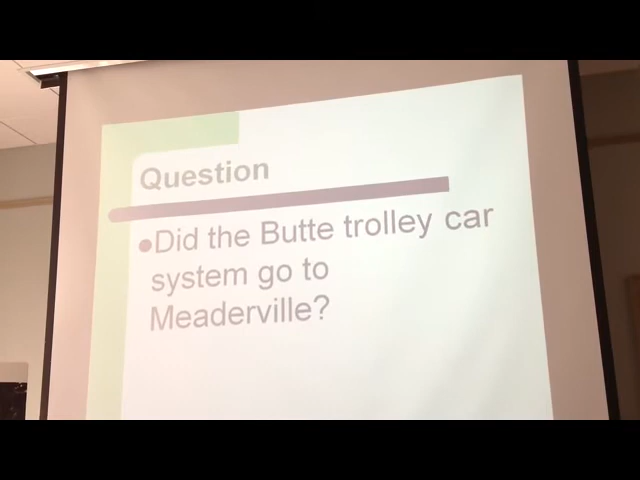 Question
●Did the Butte trolley car
system go to
Meaderville?